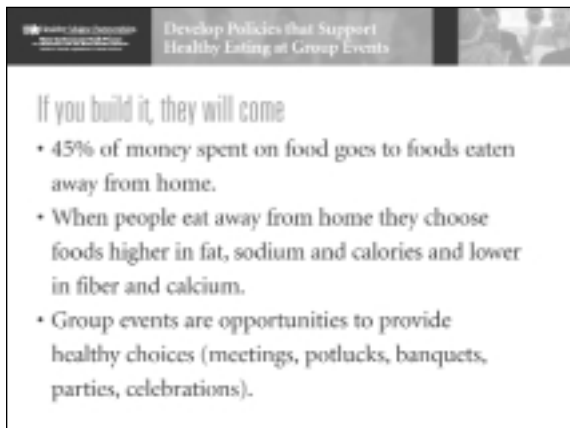 Develop Policies that Support
Healthy Eating at Group Events
If you build it, they will come
• 45% of money spent on food goes to foods eaten
away from home.
• When people eat away from home they choose
foods higher in fat, sodium and calories and lower
in fiber and calcium.
• Group events are opportunities to provide
healthy choices (meetings, potlucks, banquets,
parties, celebrations).